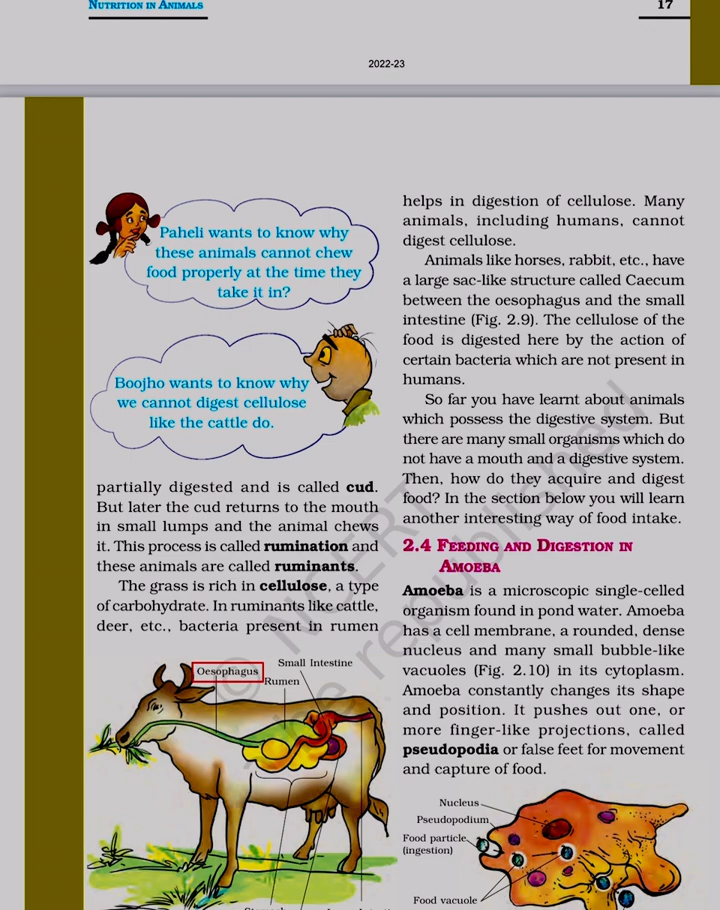 NUTRITION IN ANIMALS
17
2022-23
Paheli wants to know why
these animals cannot chew
food properly at the time they
take it in?
Boojho wants to know why
we cannot digest cellulose
like the cattle do.
partially digested and is called cud.
But later the cud returns to the mouth
in small lumps and the animal chews
it. This process is called rumination and
these animals are called ruminants.
The grass is rich in cellulose, a type
of carbohydrate. In ruminants like cattle,
deer, etc., bacteria present in rumen
Small Intestine
Oesophagus
Rumen
helps in digestion of cellulose. Many
animals, including humans, cannot
digest cellulose.
Animals like horses, rabbit, etc., have
a large sac-like structure called Caecum
between the oesophagus and the small
intestine (Fig. 2.9). The cellulose of the
food is digested here by the action of
certain bacteria which are not present in
humans.
So far you have learnt about animals
which possess the digestive system. But
there are many small organisms which do
not have a mouth and a digestive system.
Then, how do they acquire and digest
food? In the section below you will learn
another interesting way of food intake.
2.4 FEEDING AND DIGESTION IN
AMOEBA
Amoeba is a microscopic single-celled
organism found in pond water. Amoeba
has a cell membrane, a rounded, dense
nucleus and many small bubble-like
vacuoles (Fig. 2.10) in its cytoplasm.
Amoeba constantly changes its shape
and position. It pushes out one, or
more finger-like projections, called
pseudopodia or false feet for movement
and capture of food.
Nucleus
Pseudopodium
Food particle
(ingestion)
Food vacuole
© NCERT
be republished